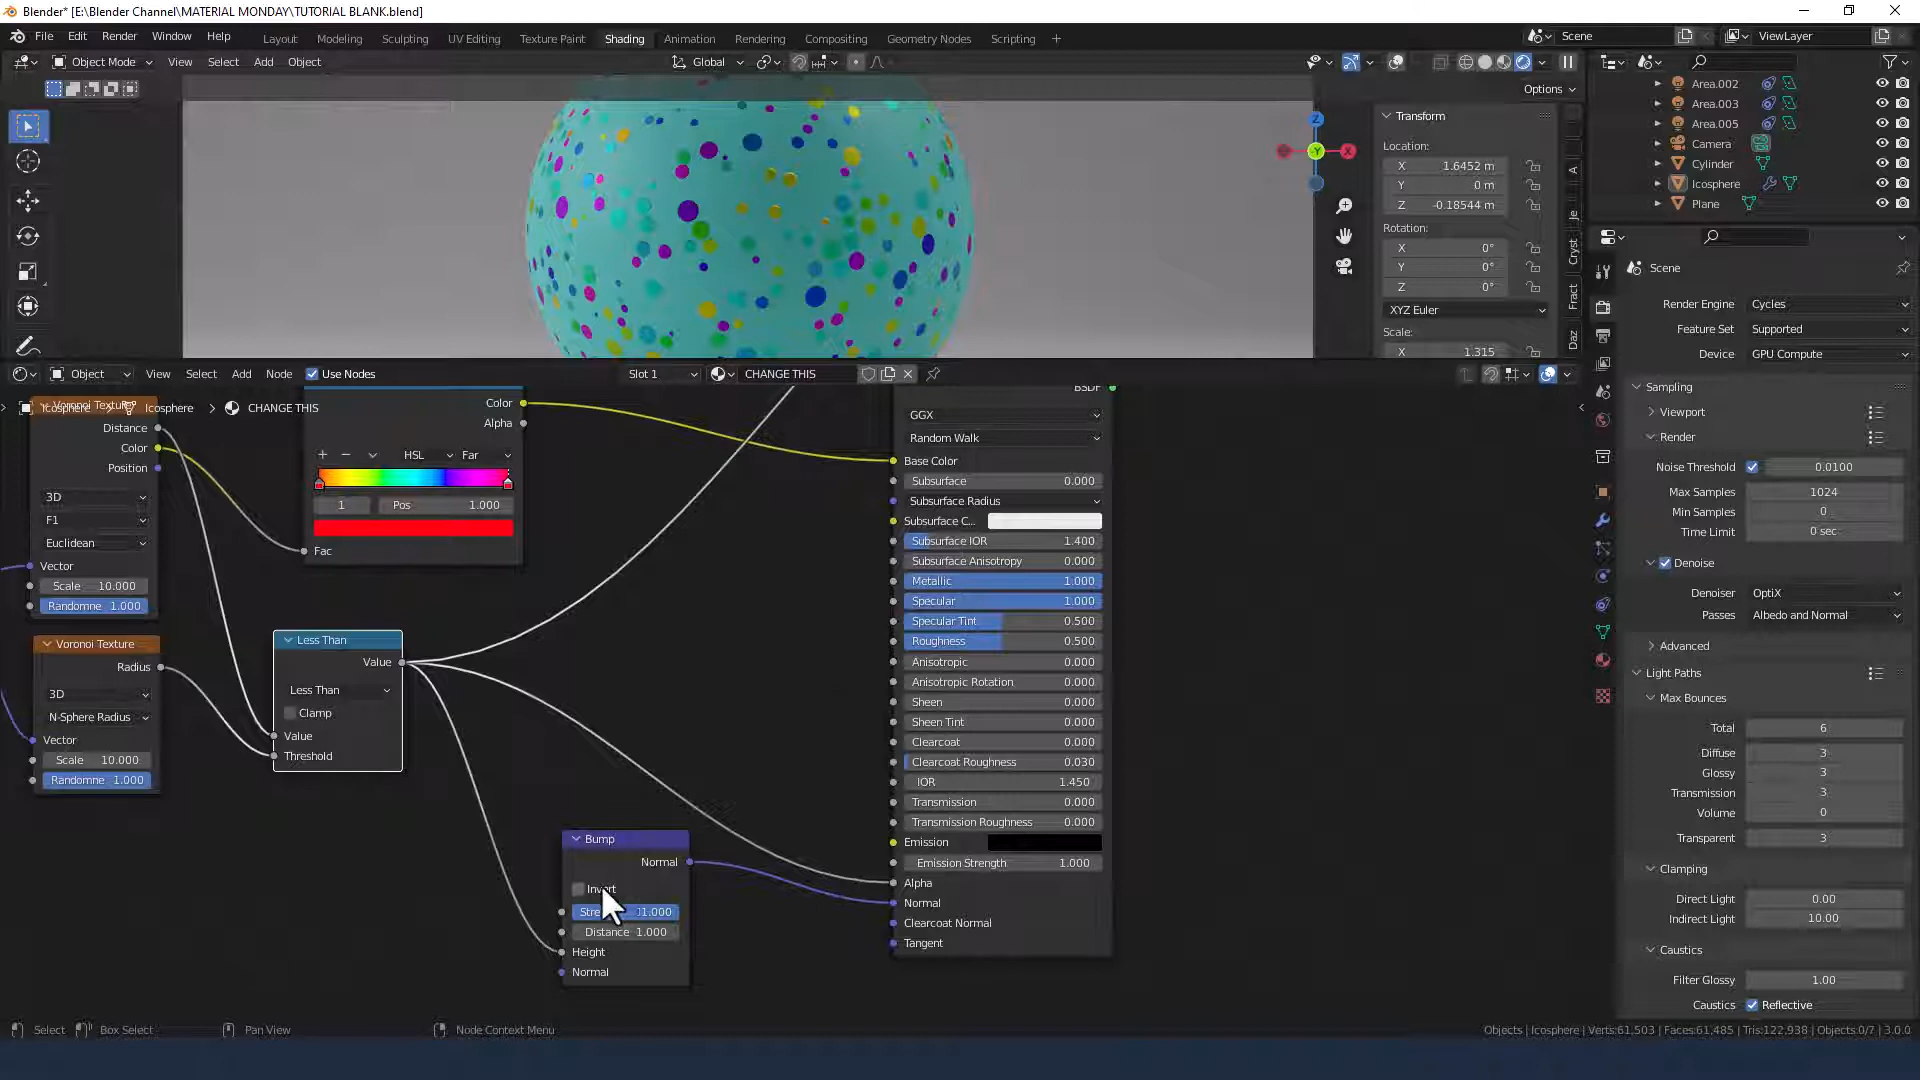 Blender* [E:\Blender Channel\MATERIAL MONDAY\TUTORIAL BLANK.blend]
File Edit Render Window Help
Layout Modeling Sculpting UV Editing Texture Paint Shading Animation Rendering Compositing Geometry Nodes Scripting +
Scene
ViewLayer
Object Mode View Select Add Object
Global
Options
Z
Y
X
Transform
Location:
X 1.6452 m
Y 0 m
Z -0.18544 m
Rotation:
X 0°
Y 0°
Z 0°
XYZ Euler
Scale:
X 1.315
A
Je
Cryst
Fract
Daz
Area.002
Area.003
Area.005
Camera
Cylinder
Icosphere
Plane
Scene
Render Engine Cycles
Feature Set Supported
Device GPU Compute
Sampling
Viewport
Render
Noise Threshold 0.0100
Max Samples 1024
Min Samples 0
Time Limit 0 sec
Denoise
Denoiser OptiX
Passes Albedo and Normal
Advanced
Light Paths
Max Bounces
Total 6
Diffuse 3
Glossy 3
Transmission 3
Volume 0
Transparent 3
Clamping
Direct Light 0.00
Indirect Light 10.00
Caustics
Filter Glossy 1.00
Caustics Reflective
Object View Select Add Node Use Nodes
Slot 1
CHANGE THIS
Icosphere CHANGE THIS
Voronoi
Distance
Color
Position
3D
F1
Euclidean
Vector
Scale 10.000
Randomne 1.000
Voronoi Texture
Radius
3D
N-Sphere Radius
Vector
Scale 10.000
Randomne 1.000
Color
Alpha
+ − HSL Far
1 Pos 1.000
Fac
Less Than
Value
Less Than
Clamp
Value
Threshold
Bump
Normal
1.000
Distance 1.000
Height
Normal
BSDF
GGX
Random Walk
Base Color
Subsurface 0.000
Subsurface Radius
Subsurface C...
Subsurface IOR 1.400
Subsurface Anisotropy 0.000
Metallic 1.000
Specular 1.000
Specular Tint 0.500
Roughness 0.500
Anisotropic 0.000
Anisotropic Rotation 0.000
Sheen 0.000
Sheen Tint 0.000
Clearcoat 0.000
Clearcoat Roughness 0.030
IOR 1.450
Transmission 0.000
Transmission Roughness 0.000
Emission
Emission Strength 1.000
Alpha
Normal
Clearcoat Normal
Tangent
Select Box Select Pan View Node Context Menu
Objects | Icosphere | Verts:61,503 | Faces:61,485 | Tris:122,938 | Objects:0/7 | 3.0.0